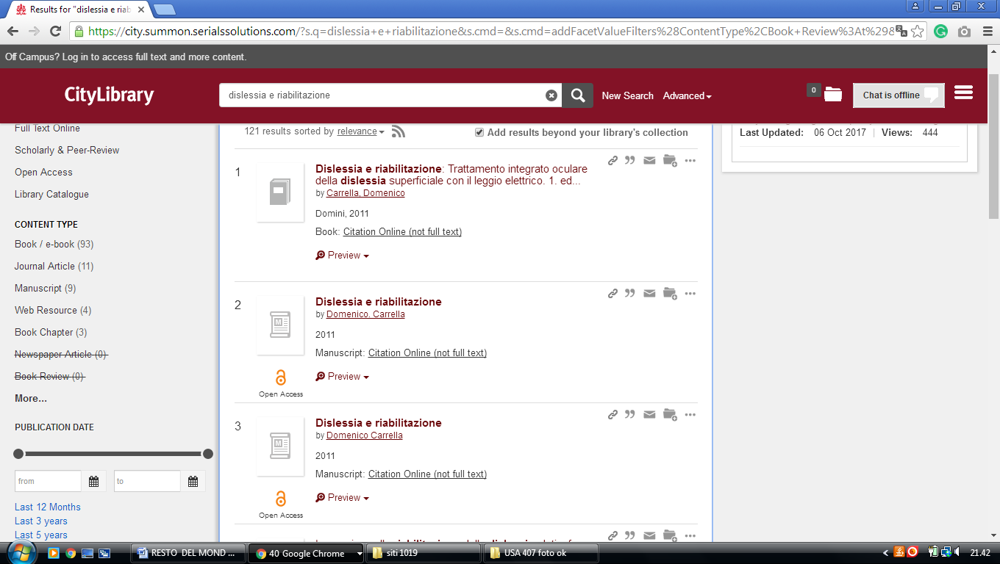 Results for "dislessia e riab
https://city.summon.serialssolutions.com/?s.q=dislessia+e+riabilitazione&s.cmd=&s.cmd=addFacetValueFilters%28ContentType%2CBook+Review%3At%298
Off Campus? Log in to access full text and more content.
CityLibrary
dislessia e riabilitazione
New Search
Advanced
0
Chat is offline
Full Text Online
Scholarly & Peer-Review
Open Access
Library Catalogue
CONTENT TYPE
Book / e-book (93)
Journal Article (11)
Manuscript (9)
Web Resource (4)
Book Chapter (3)
Newspaper Article (0)
Book Review (0)
More...
PUBLICATION DATE
from
to
Last 12 Months
Last 3 years
Last 5 years
121 results sorted by relevance
Add results beyond your library's collection
1
Dislessia e riabilitazione: Trattamento integrato oculare
della dislessia superficiale con il leggio elettrico. 1. ed...
by Carrella, Domenico
Domini, 2011
Book: Citation Online (not full text)
Preview
2
Dislessia e riabilitazione
by Domenico. Carrella
2011
Manuscript: Citation Online (not full text)
Open Access
Preview
3
Dislessia e riabilitazione
by Domenico Carrella
2011
Manuscript: Citation Online (not full text)
Open Access
Preview
Last Updated: 06 Oct 2017 | Views: 444
RESTO DEL MOND ...
40 Google Chrome
siti 1019
USA 407 foto ok
21.42